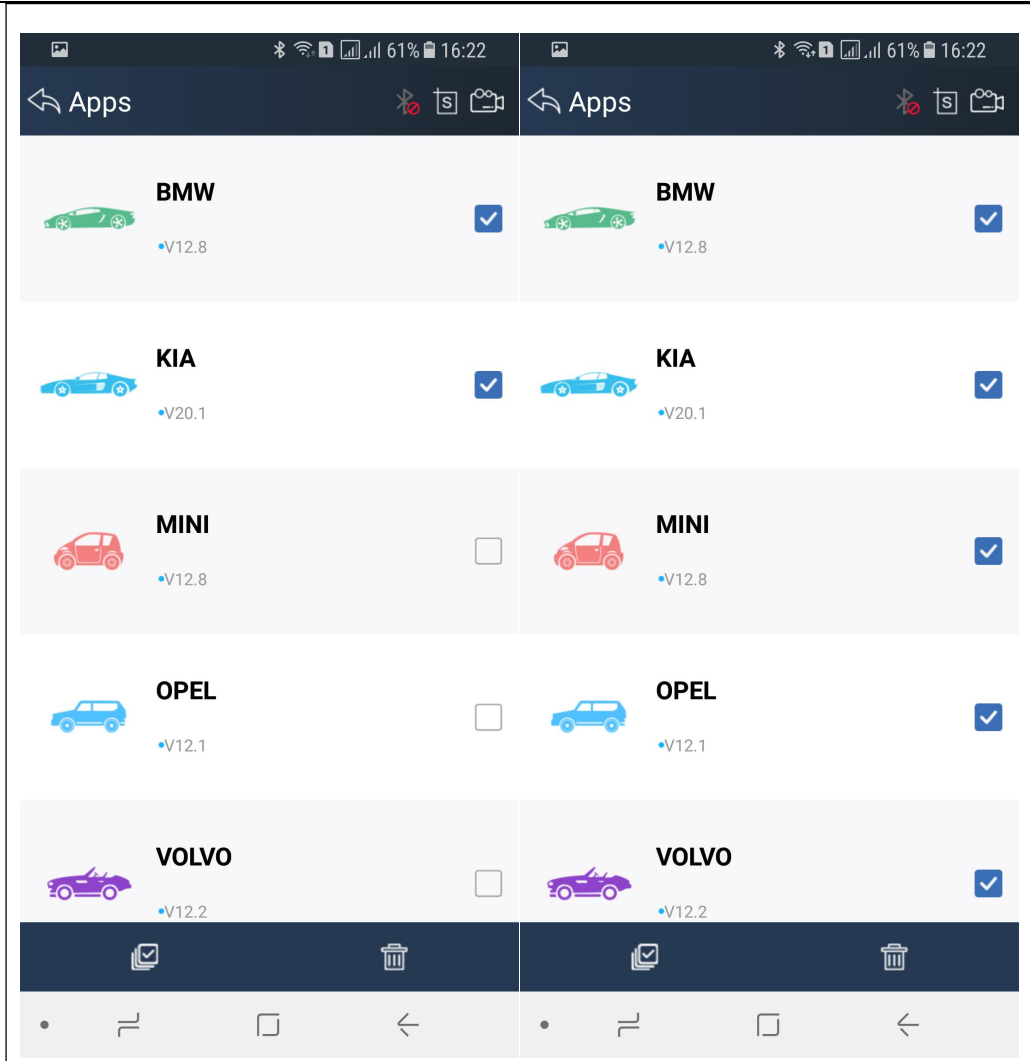 61% 16:22
Apps
BMW
•V12.8
KIA
•V20.1
MINI
•V12.8
OPEL
•V12.1
VOLVO
•V12.2
61% 16:22
Apps
BMW
•V12.8
KIA
•V20.1
MINI
•V12.8
OPEL
•V12.1
VOLVO
•V12.2